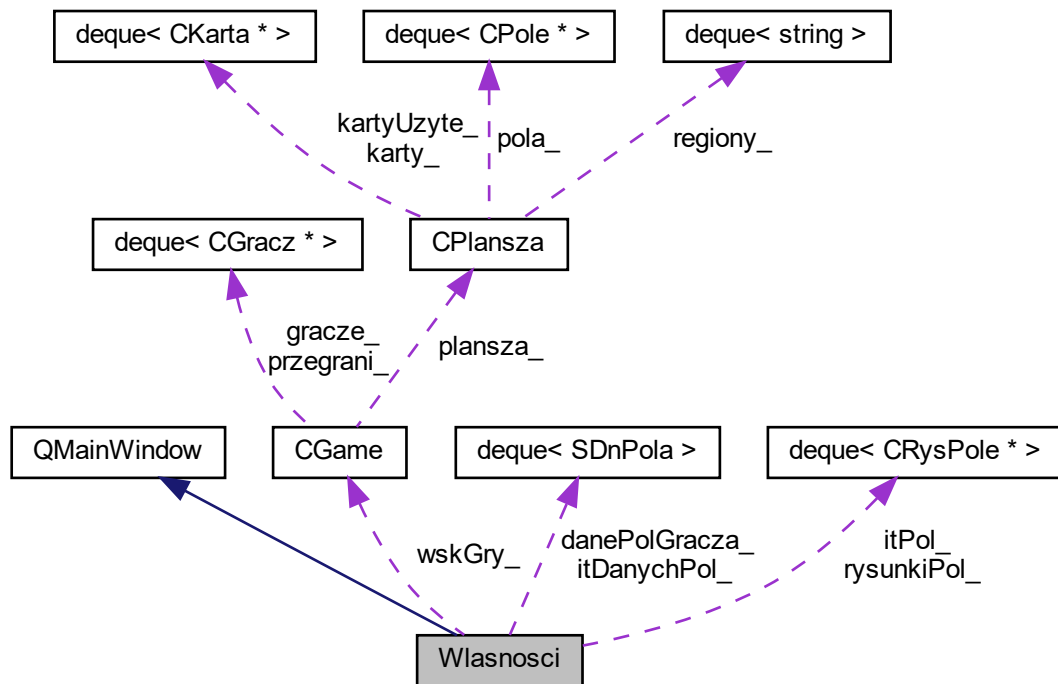 deque< CKarta * >
deque< CPole * >
deque< string >
kartyUzyte_
karty_
pola_
regiony_
deque< CGracz * >
CPlansza
gracze_
przegrani_
plansza_
QMainWindow
CGame
deque< SDnPola >
deque< CRysPole * >
wskGry_
danePolGracza_
itDanychPol_
itPol_
rysunkiPol_
Wlasnosci